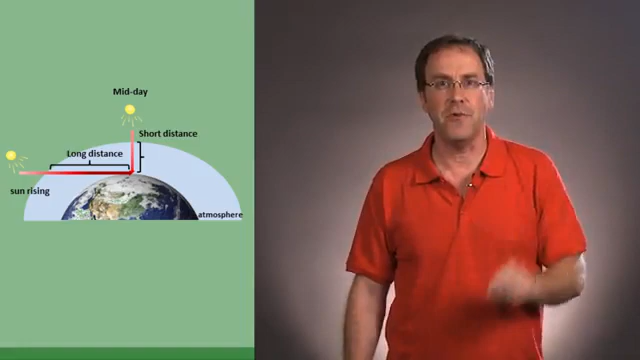 Mid-day
Short distance
Long distance
sun rising
atmosphere